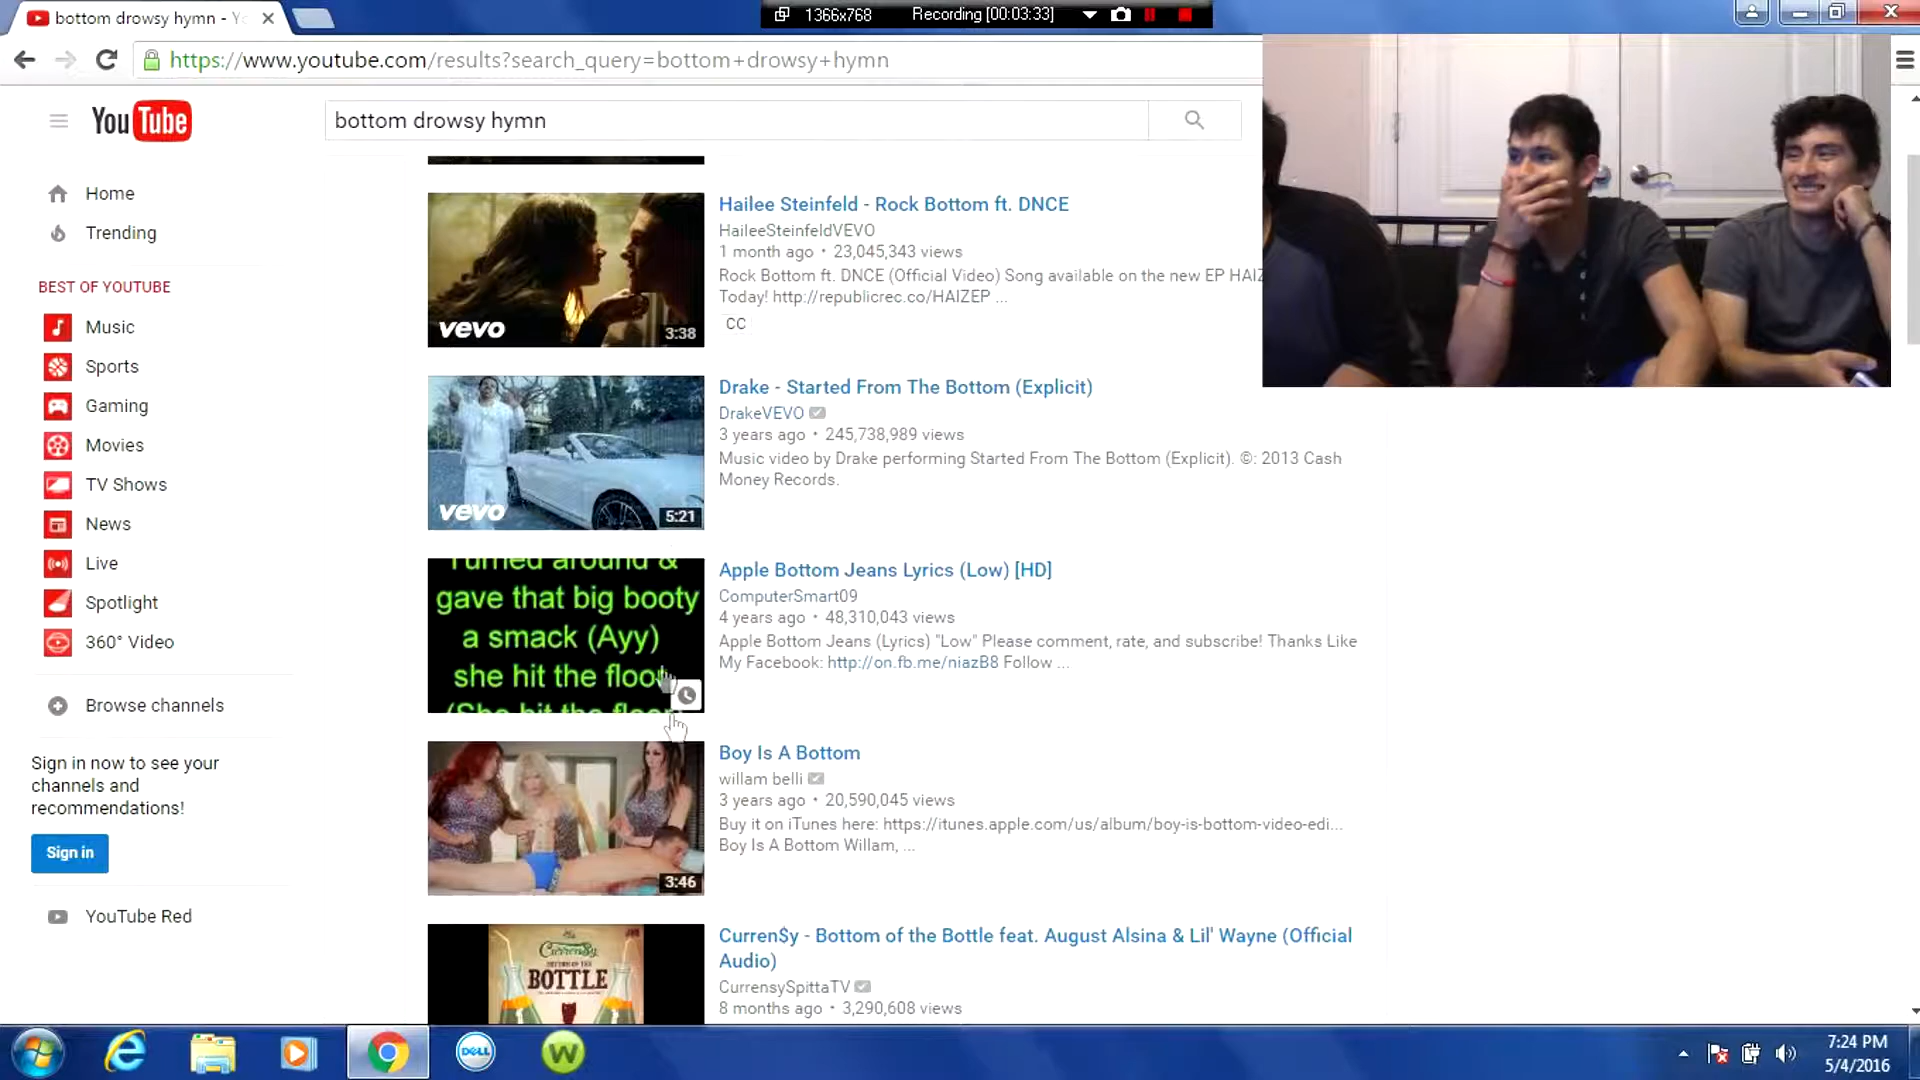 bottom drowsy hymn - Yo
1366x768
Recording [00:03:33]
https://www.youtube.com/results?search_query=bottom+drowsy+hymn
YouTube
bottom drowsy hymn
Home
Trending
BEST OF YOUTUBE
Music
Sports
Gaming
Movies
TV Shows
News
Live
Spotlight
360° Video
Browse channels
Sign in now to see your
channels and
recommendations!
Sign in
YouTube Red
vevo
3:38
Hailee Steinfeld - Rock Bottom ft. DNCE
HaileeSteinfeldVEVO
1 month ago • 23,045,343 views
Rock Bottom ft. DNCE (Official Video) Song available on the new EP HAIZ
Today! http://republicrec.co/HAIZEP ...
CC
vevo
5:21
Drake - Started From The Bottom (Explicit)
DrakeVEVO
3 years ago • 245,738,989 views
Music video by Drake performing Started From The Bottom (Explicit). ©: 2013 Cash
Money Records.
Turned around &
gave that big booty
a smack (Ayy)
she hit the floor
(She hit the floor
Apple Bottom Jeans Lyrics (Low) [HD]
ComputerSmart09
4 years ago • 48,310,043 views
Apple Bottom Jeans (Lyrics) "Low" Please comment, rate, and subscribe! Thanks Like
My Facebook: http://on.fb.me/niazB8 Follow ...
3:46
Boy Is A Bottom
willam belli
3 years ago • 20,590,045 views
Buy it on iTunes here: https://itunes.apple.com/us/album/boy-is-bottom-video-edi...
Boy Is A Bottom Willam, ...
Curren$y
BOTTLE
Curren$y - Bottom of the Bottle feat. August Alsina & Lil' Wayne (Official
Audio)
CurrensySpittaTV
8 months ago • 3,290,608 views
DELL
W
7:24 PM
5/4/2016